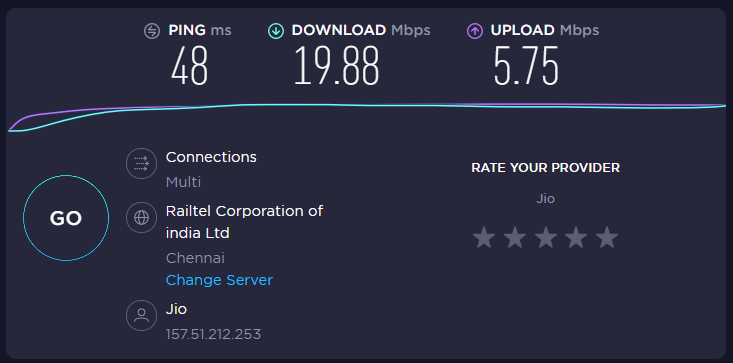 PING ms
DOWNLOAD Mbps
UPLOAD Mbps
48
19.88
5.75
GO
Connections
Multi
Railtel Corporation of
india Ltd
Chennai
Change Server
Jio
157.51.212.253
RATE YOUR PROVIDER
Jio